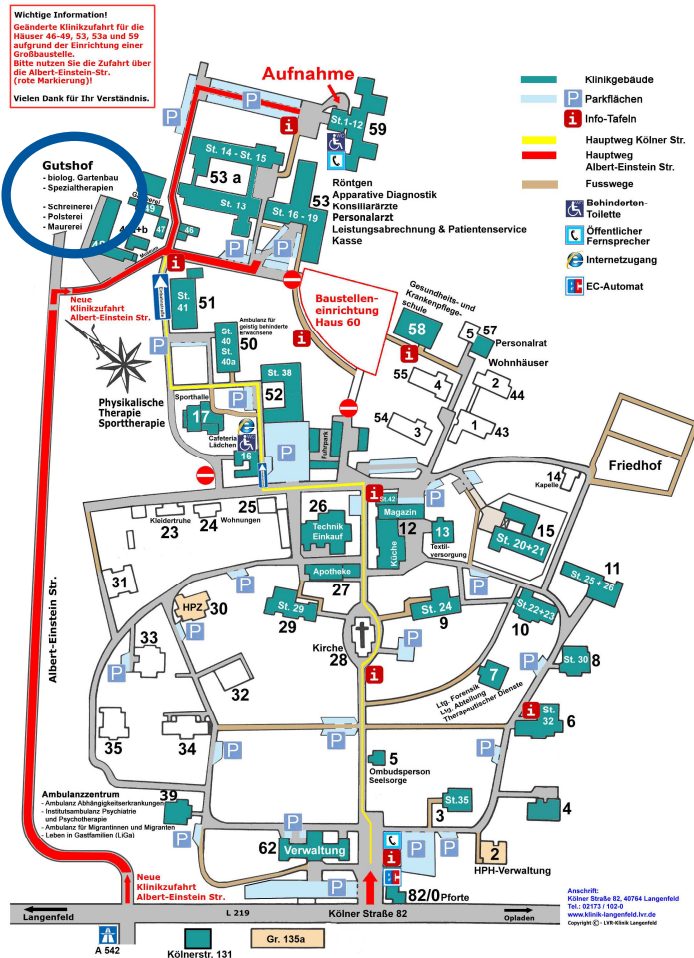 Wichtige Information!
Geänderte Klinikzufahrt für die
Häuser 46-49, 53, 53a und 59
aufgrund der Einrichtung einer
Großbaustelle.
Bitte nutzen Sie die Zufahrt über
die Albert-Einstein-Str.
(rote Markierung)!
Vielen Dank für Ihr Verständnis.
Aufnahme
Klinikgebäude
P Parkflächen
i Info-Tafeln
Hauptweg Kölner Str.
Hauptweg
Albert-Einstein Str.
Fusswege
Behinderten-
Toilette
Öffentlicher
Fernsprecher
Internetzugang
EC-Automat
St.1-12
59
St. 14 - St. 15
53 a
St. 13
St. 16 - 19
53
Röntgen
Apparative Diagnostik
Konsiliarärzte
Personalarzt
Leistungsabrechnung & Patientenservice
Kasse
Gutshof
- biolog. Gartenbau
- Spezialtherapien
- Schreinerei
- Polsterei
- Maurerei
49
47
46
Neue
Klinikzufahrt
Albert-Einstein Str.
St.
41
51
Ambulanz für
geistig behinderte
Erwachsene
St.
40
St.
40a
50
Baustellen-
einrichtung
Haus 60
Gesundheits- und
Krankenpflege-
schule
58
5
57
Personalrat
Wohnhäuser
55
4
2
44
54
3
1
43
Physikalische
Therapie
Sporttherapie
Sporthalle
17
Cafeteria
Lädchen
16
St. 38
52
Fuhrpark
Friedhof
14
Kapelle
15
St. 20+21
11
St. 25 + 26
25
Kleidertruhe
23
24
Wohnungen
26
Technik
Einkauf
St.42
Magazin
12
Küche
13
Textil-
versorgung
Apotheke
27
31
HPZ
30
St. 29
29
Kirche
28
St. 24
9
St.22+23
10
St. 30
8
7
Ltg. Forensik
Ltg. Abteilung
Therapeutischer Dienste
St.
32
6
33
32
35
34
Albert-Einstein Str.
5
Ombudsperson
Seelsorge
St.35
3
4
2
HPH-Verwaltung
Ambulanzzentrum
- Ambulanz Abhängigkeitserkrankungen
- Institutsambulanz Psychiatrie
und Psychotherapie
- Ambulanz für Migrantinnen und Migranten
- Leben in Gastfamilien (LiGa)
39
62
Verwaltung
Neue
Klinikzufahrt
Albert-Einstein Str.
82/0 Pforte
Langenfeld
L 219
Kölner Straße 82
Opladen
A 542
Kölnerstr. 131
Gr. 135a
Anschrift:
Kölner Straße 82, 40764 Langenfeld
Tel.: 02173 / 102-0
www.klinik-langenfeld.lvr.de
Copyright © - LVR-Klinik Langenfeld